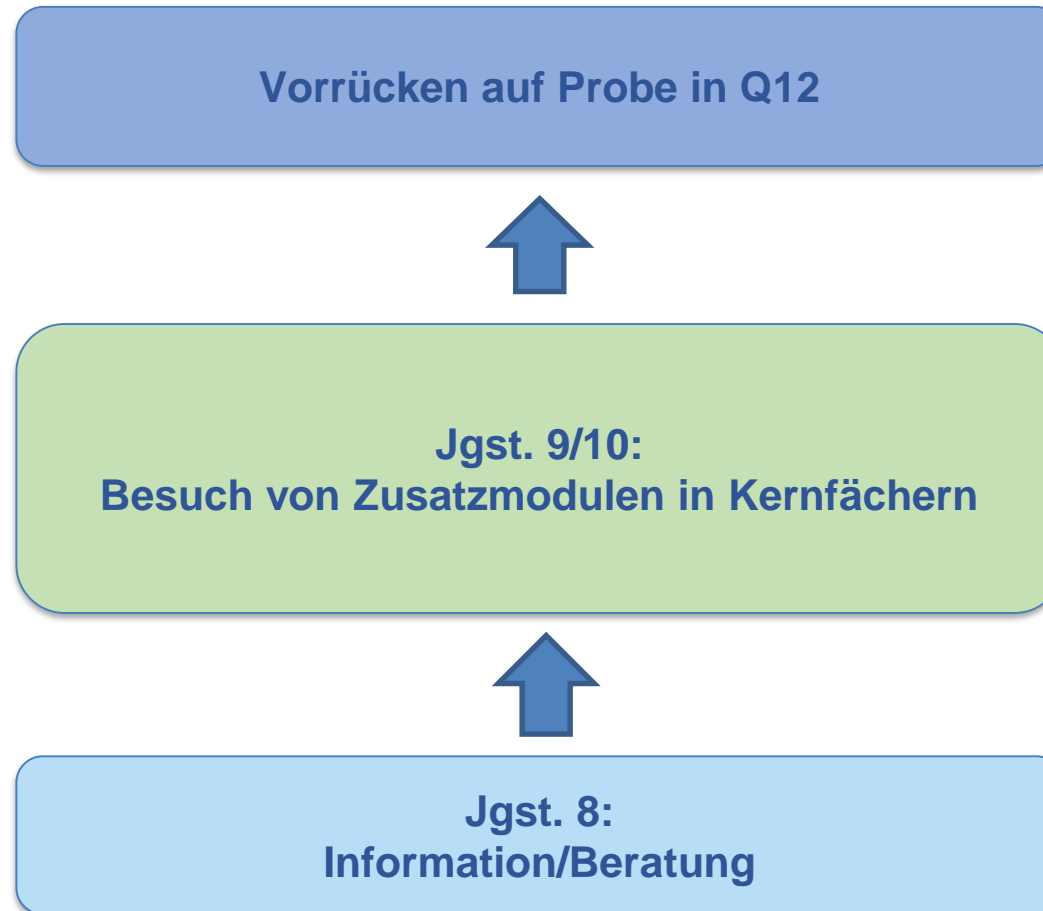 Vorrücken auf Probe in Q12
Jgst. 9/10:
Besuch von Zusatzmodulen in Kernfächern
Jgst. 8:
Information/Beratung